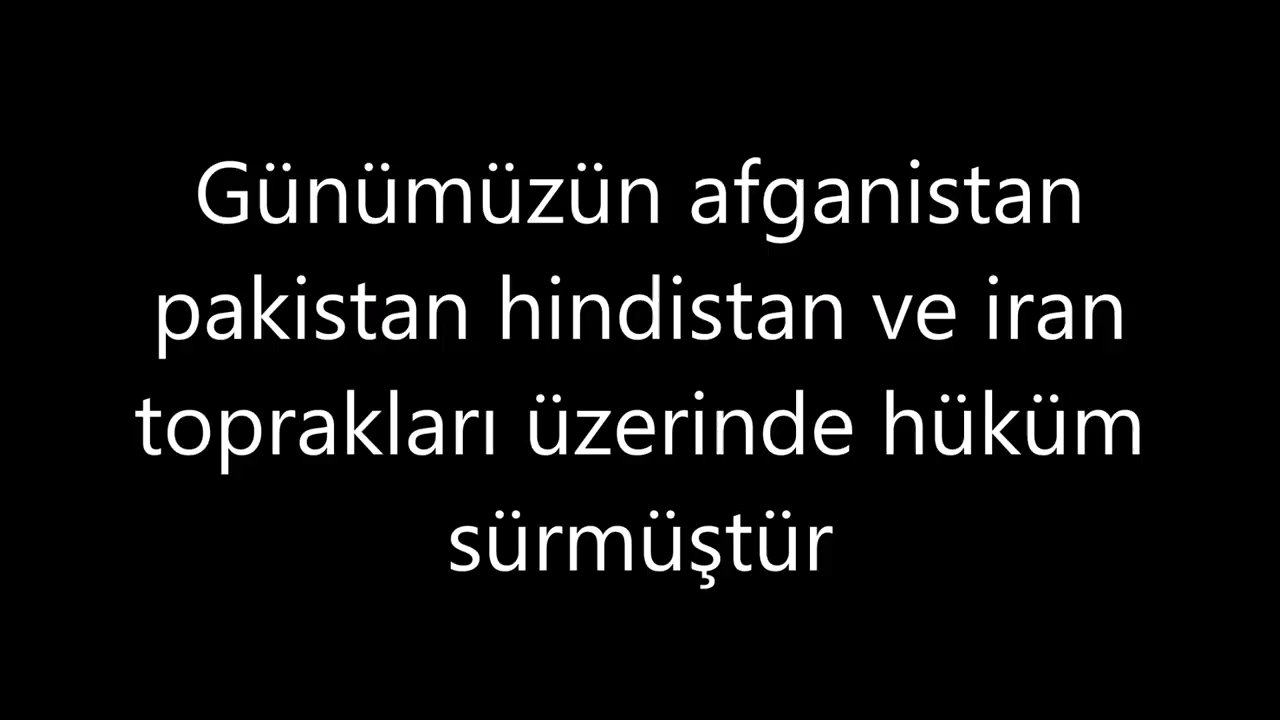 Günümüzün afganistan
pakistan hindistan ve iran
toprakları üzerinde hüküm
sürmüştür